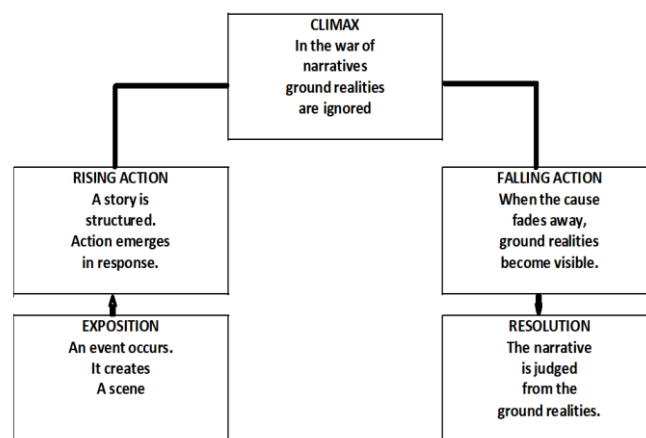 CLIMAX
In the war of
narratives
ground realities
are ignored
RISING ACTION
A story is
structured.
Action emerges
in response.
FALLING ACTION
When the cause
fades away,
ground realities
become visible.
EXPOSITION
An event occurs.
It creates
A scene
RESOLUTION
The narrative
is judged
from the
ground realities.